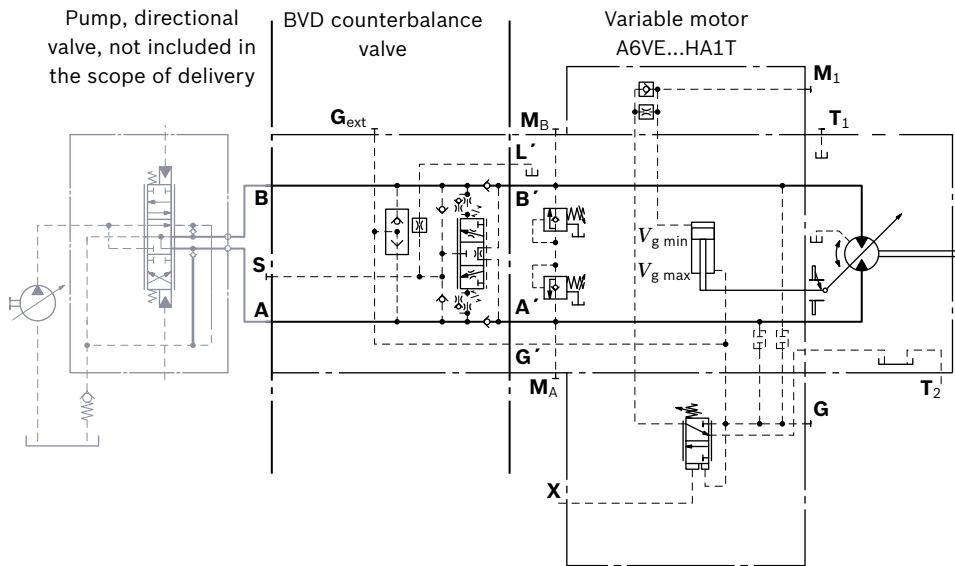 Pump, directional
valve, not included in
the scope of delivery
BVD counterbalance
valve
Variable motor
A6VE...HA1T
M1
Gext
MB
T1
L´
B
B´
Vg min
S
Vg max
A
A´
G´
MA
T2
G
X